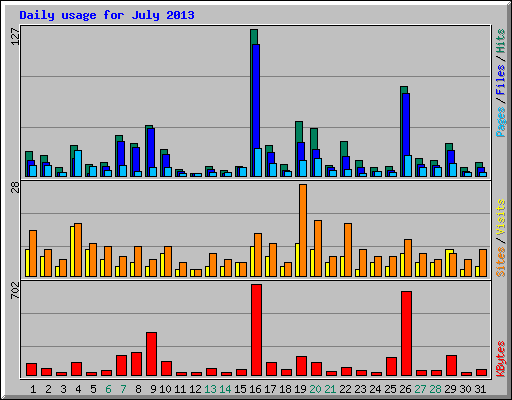 Daily usage for July 2013
127
Pages / Files / Hits
28
Sites / Visits
702
KBytes
1 2 3 4 5 6 7 8 9 10 11 12 13 14 15 16 17 18 19 20 21 22 23 24 25 26 27 28 29 30 31